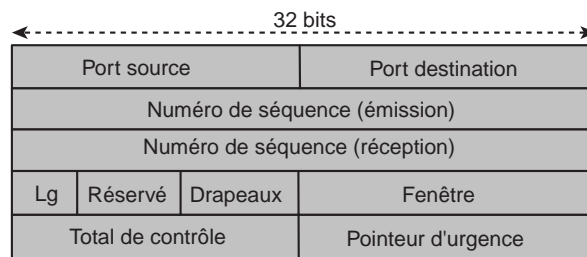 32 bits
Port source Port destination
Numéro de séquence (émission)
Numéro de séquence (réception)
Lg Réservé Drapeaux Fenêtre
Total de contrôle Pointeur d'urgence